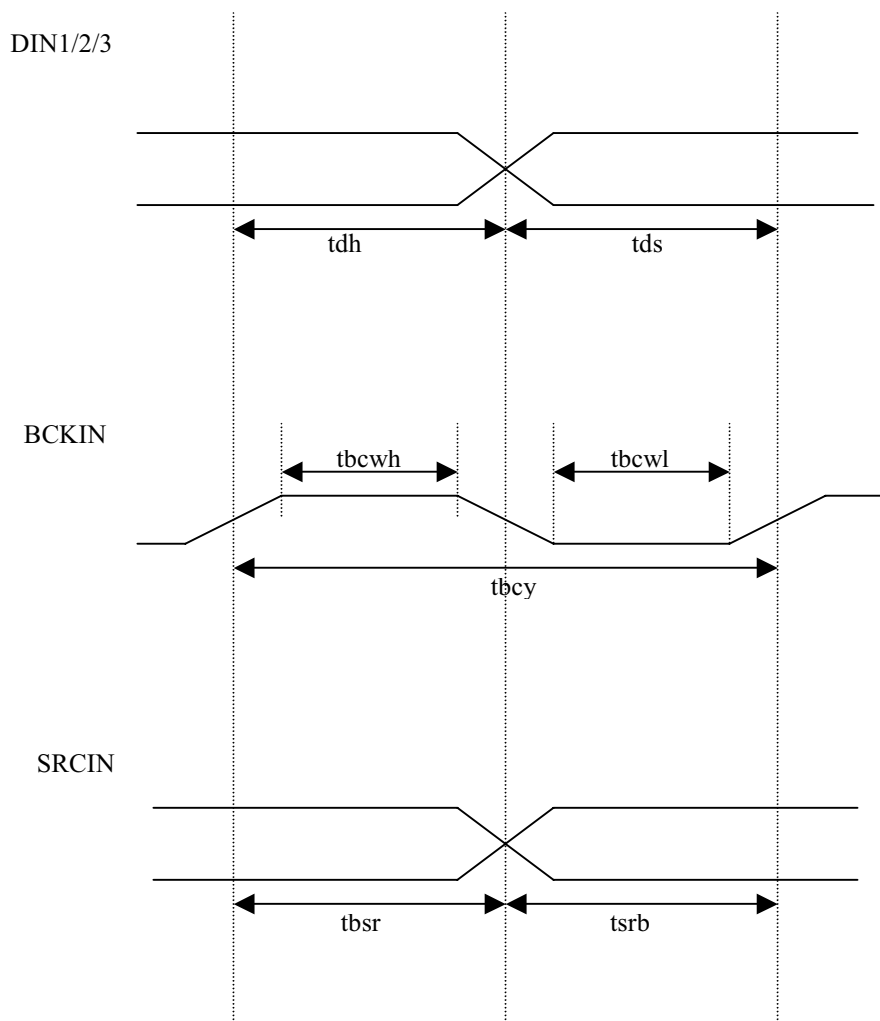 DIN1/2/3
tdh
tds
BCKIN
tbcwh
tbcwl
tbcy
SRCIN
tbsr
tsrb